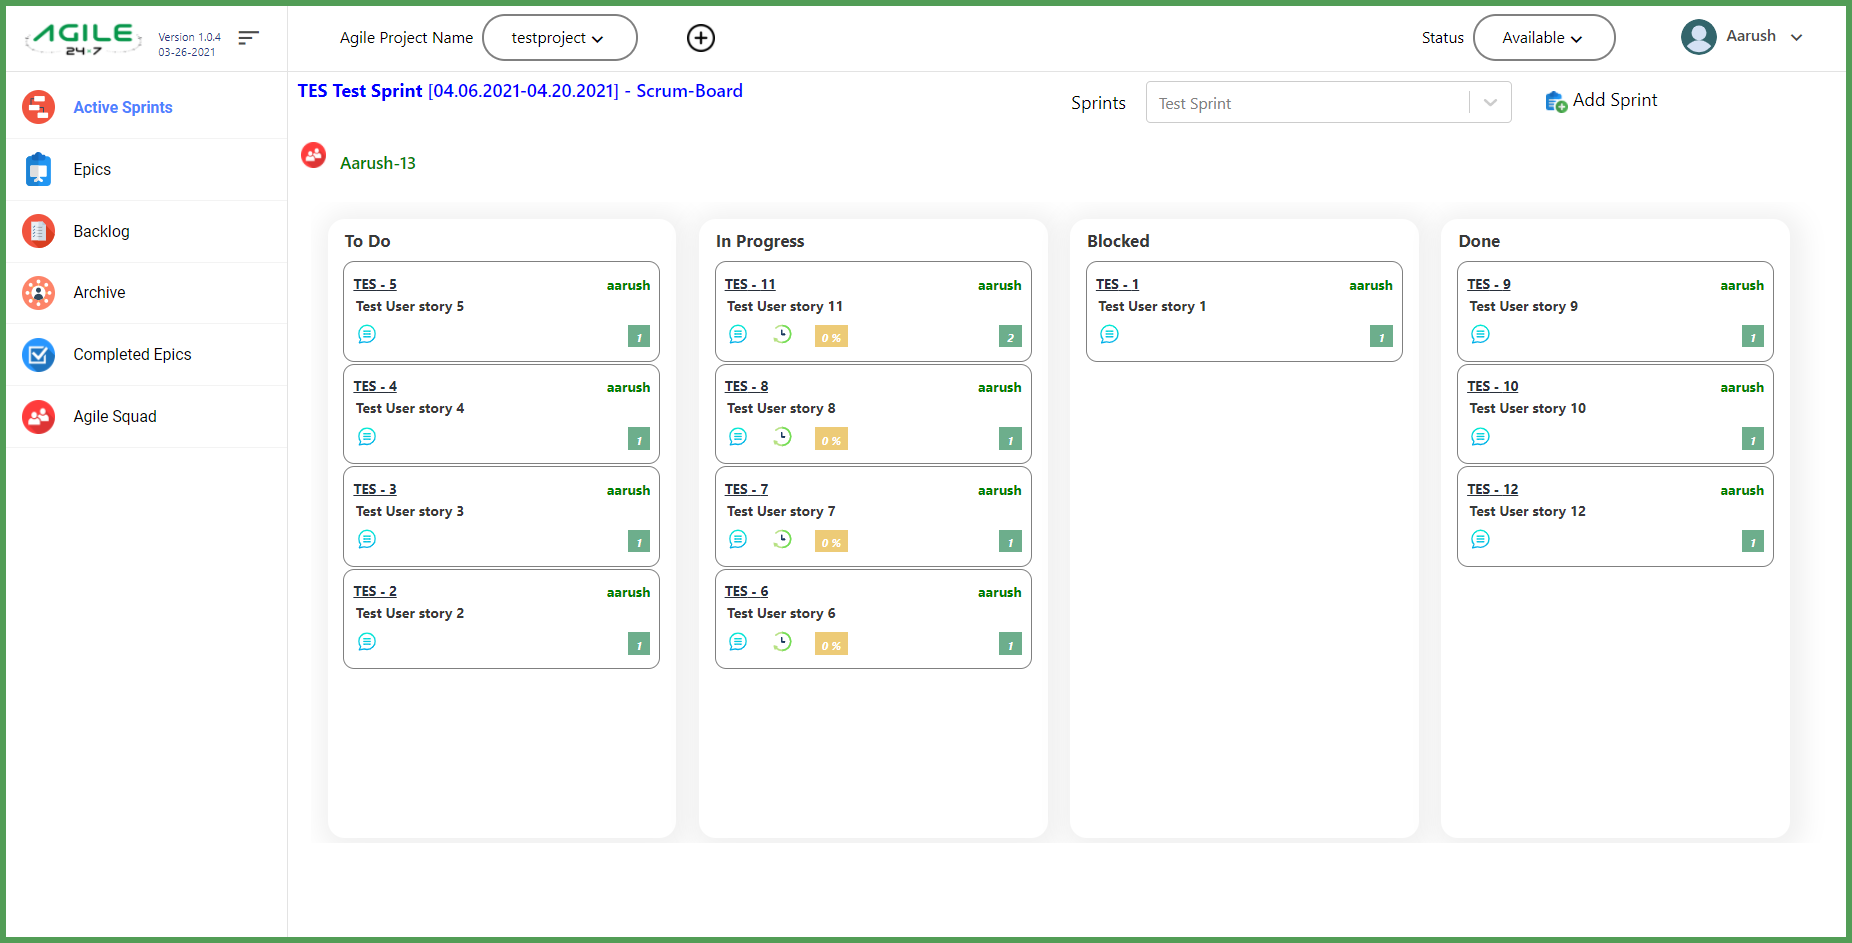 AGILE
24×7
Version 1.0.4
03-26-2021
Agile Project Name
testproject
Status
Available
Aarush
Active Sprints
Epics
Backlog
Archive
Completed Epics
Agile Squad
TES Test Sprint [04.06.2021-04.20.2021] - Scrum-Board
Sprints
Test Sprint
Add Sprint
Aarush-13
To Do
TES - 5
aarush
Test User story 5
1
TES - 4
aarush
Test User story 4
1
TES - 3
aarush
Test User story 3
1
TES - 2
aarush
Test User story 2
1
In Progress
TES - 11
aarush
Test User story 11
0 %
2
TES - 8
aarush
Test User story 8
0 %
1
TES - 7
aarush
Test User story 7
0 %
1
TES - 6
aarush
Test User story 6
0 %
1
Blocked
TES - 1
aarush
Test User story 1
1
Done
TES - 9
aarush
Test User story 9
1
TES - 10
aarush
Test User story 10
1
TES - 12
aarush
Test User story 12
1